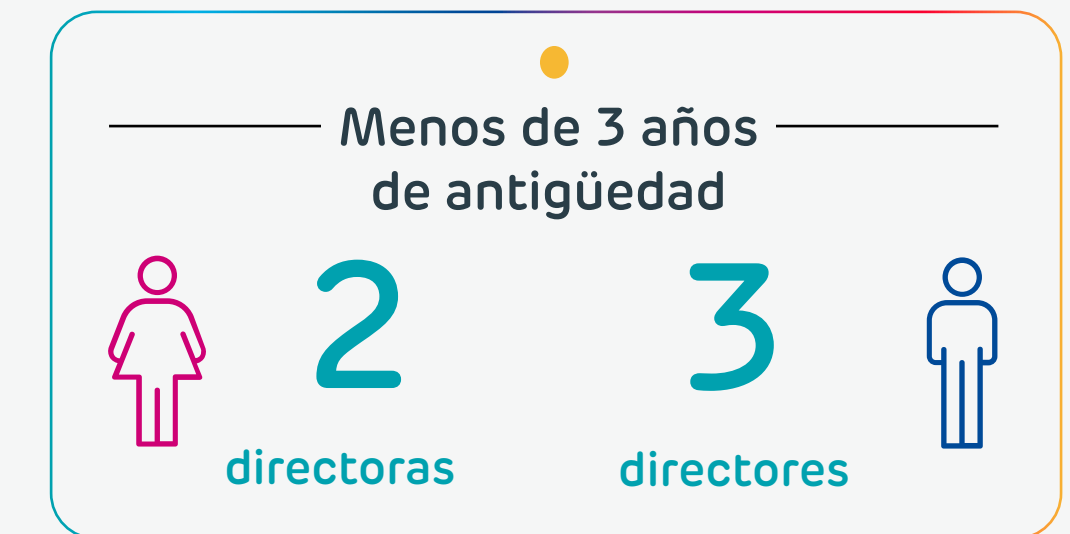 Menos de 3 años
de antigüedad
2
3
directoras
directores